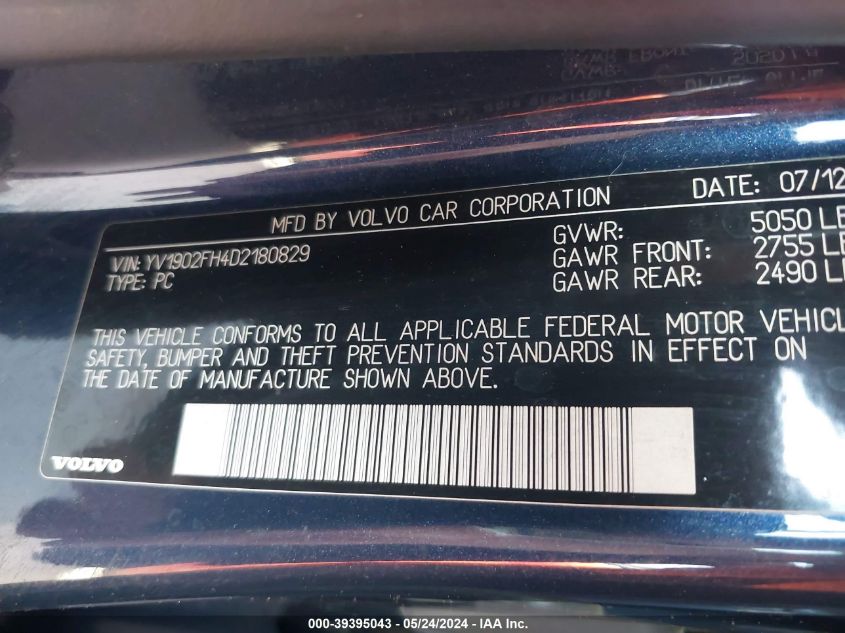 MFD BY VOLVO CAR CORPORATION DATE: 07/12
VIN: YV1902FH4D2180829
TYPE: PC
GVWR: 5050 LB
GAWR FRONT: 2755 LB
GAWR REAR: 2490 LB
THIS VEHICLE CONFORMS TO ALL APPLICABLE FEDERAL MOTOR VEHICL
SAFETY, BUMPER AND THEFT PREVENTION STANDARDS IN EFFECT ON
THE DATE OF MANUFACTURE SHOWN ABOVE.
VOLVO
000-39395043 - 05/24/2024 - IAA Inc.